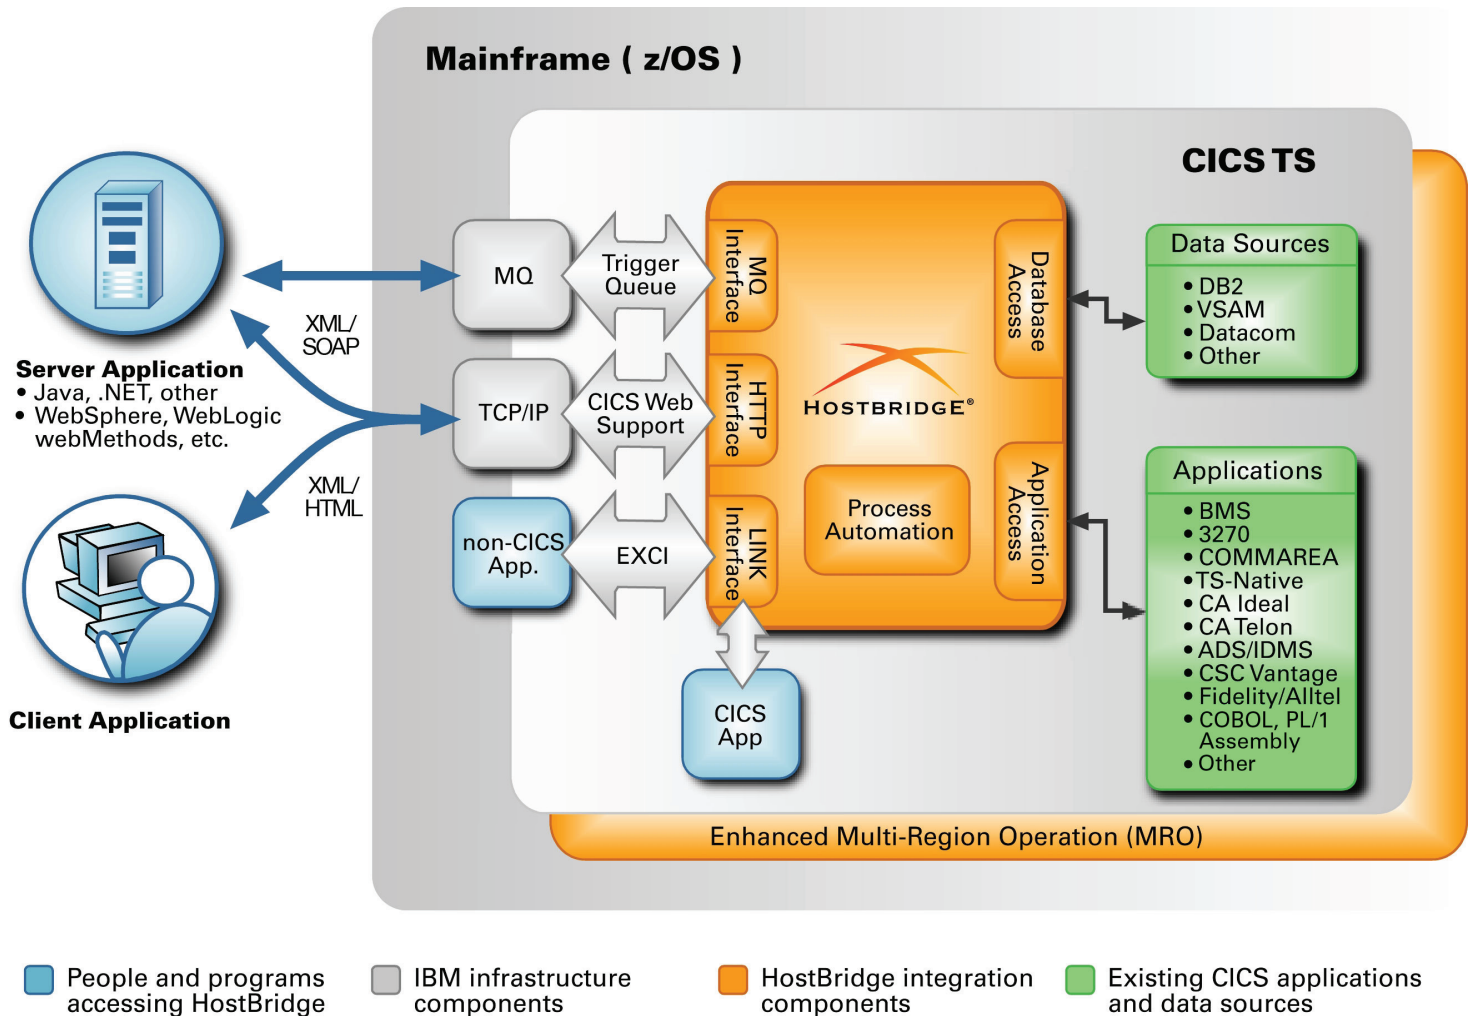 Mainframe ( z/OS )
CICS TS
MQ
Trigger
Queue
MQ
Interface
Database
Access
Data Sources
• DB2
• VSAM
• Datacom
• Other
XML/
SOAP
Server Application
• Java, .NET, other
• WebSphere, WebLogic
webMethods, etc.
TCP/IP
CICS Web
Support
HTTP
Interface
HOSTBRIDGE®
XML/
HTML
non-CICS
App.
EXCI
LINK
Interface
Process
Automation
Application
Access
Applications
• BMS
• 3270
• COMMAREA
• TS-Native
• CA Ideal
• CA Telon
• ADS/IDMS
• CSC Vantage
• Fidelity/Alltel
• COBOL, PL/1
Assembly
• Other
Client Application
CICS
App
Enhanced Multi-Region Operation (MRO)
People and programs
accessing HostBridge
IBM infrastructure
components
HostBridge integration
components
Existing CICS applications
and data sources